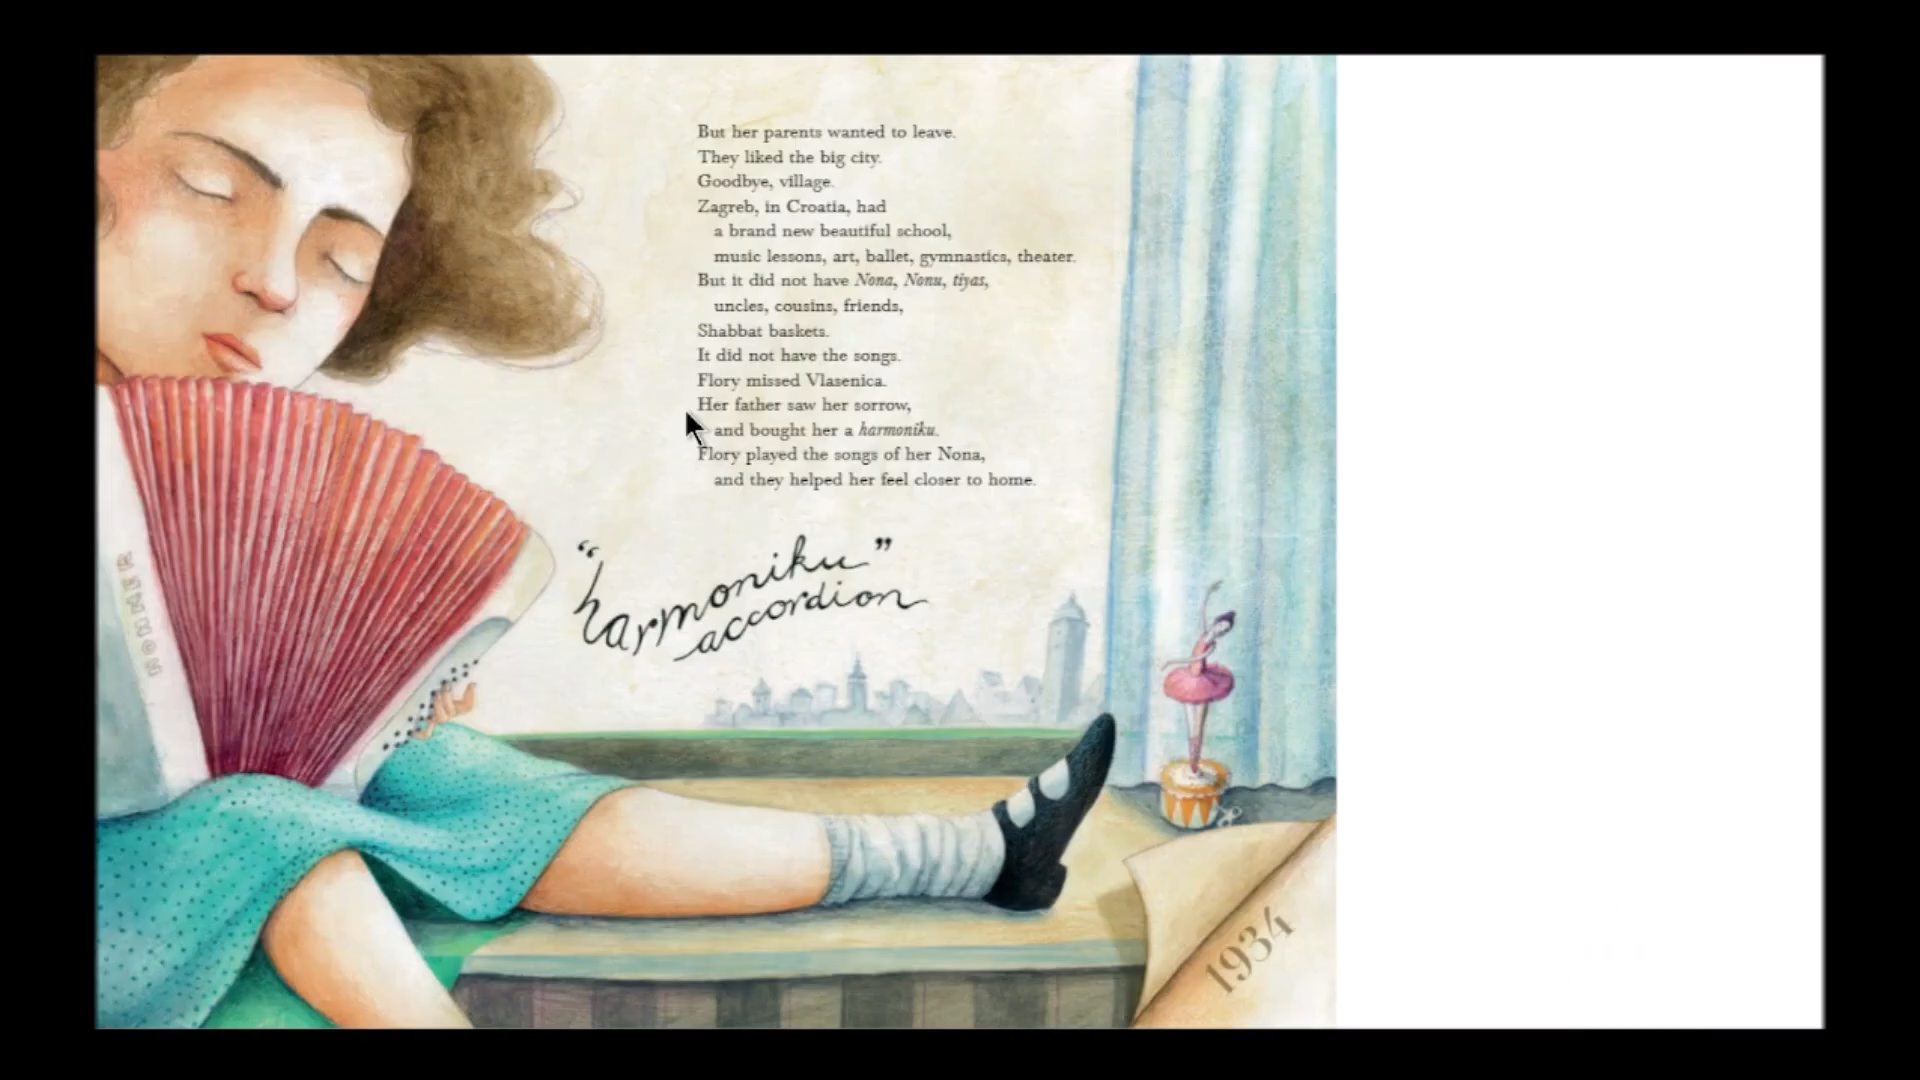 But her parents wanted to leave.
They liked the big city.
Goodbye, village.
Zagreb, in Croatia, had
a brand new beautiful school,
music lessons, art, ballet, gymnastics, theater.
But it did not have Nona, Nonu, tiyas,
uncles, cousins, friends,
Shabbat baskets.
It did not have the songs.
Flory missed Vlasenica.
Her father saw her sorrow,
and bought her a harmoniku.
Flory played the songs of her Nona,
and they helped her feel closer to home.
"harmoniku"
accordion
HOHNER
1934